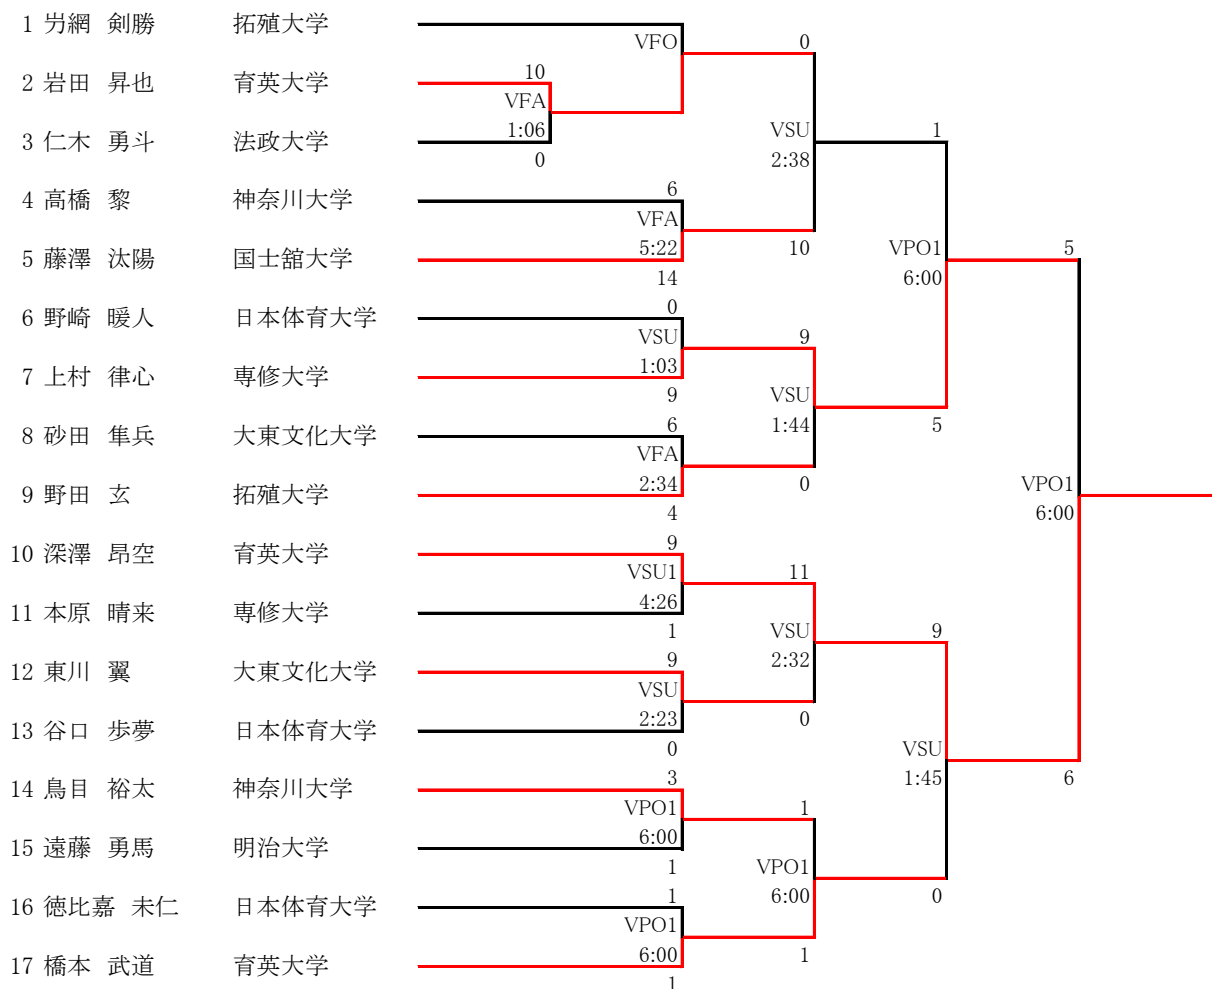 1 屶網 剣勝 拓殖大学
VFO 0
2 岩田 昇也 育英大学 10
VFA
1:06 VSU 1
3 仁木 勇斗 法政大学 2:38
0
4 高橋 黎 神奈川大学 6
VFA
5:22 10 VPO1 5
5 藤澤 汰陽 国士舘大学 6:00
14
0
6 野崎 暖人 日本体育大学
VSU 9
1:03
7 上村 律心 専修大学
9 VSU
6 1:44 5
8 砂田 隼兵 大東文化大学
VFA
2:34 0 VPO1
9 野田 玄 拓殖大学 6:00
4
9
10 深澤 昂空 育英大学
VSU1 11
4:26
11 本原 晴来 専修大学
1 VSU 9
9 2:32
12 東川 翼 大東文化大学
VSU
2:23 0
13 谷口 歩夢 日本体育大学
0 VSU
3 1:45 6
14 鳥目 裕太 神奈川大学
VPO1 1
6:00
15 遠藤 勇馬 明治大学
1 VPO1
1 6:00 0
16 徳比嘉 未仁 日本体育大学
VPO1
6:00 1
17 橋本 武道 育英大学
1